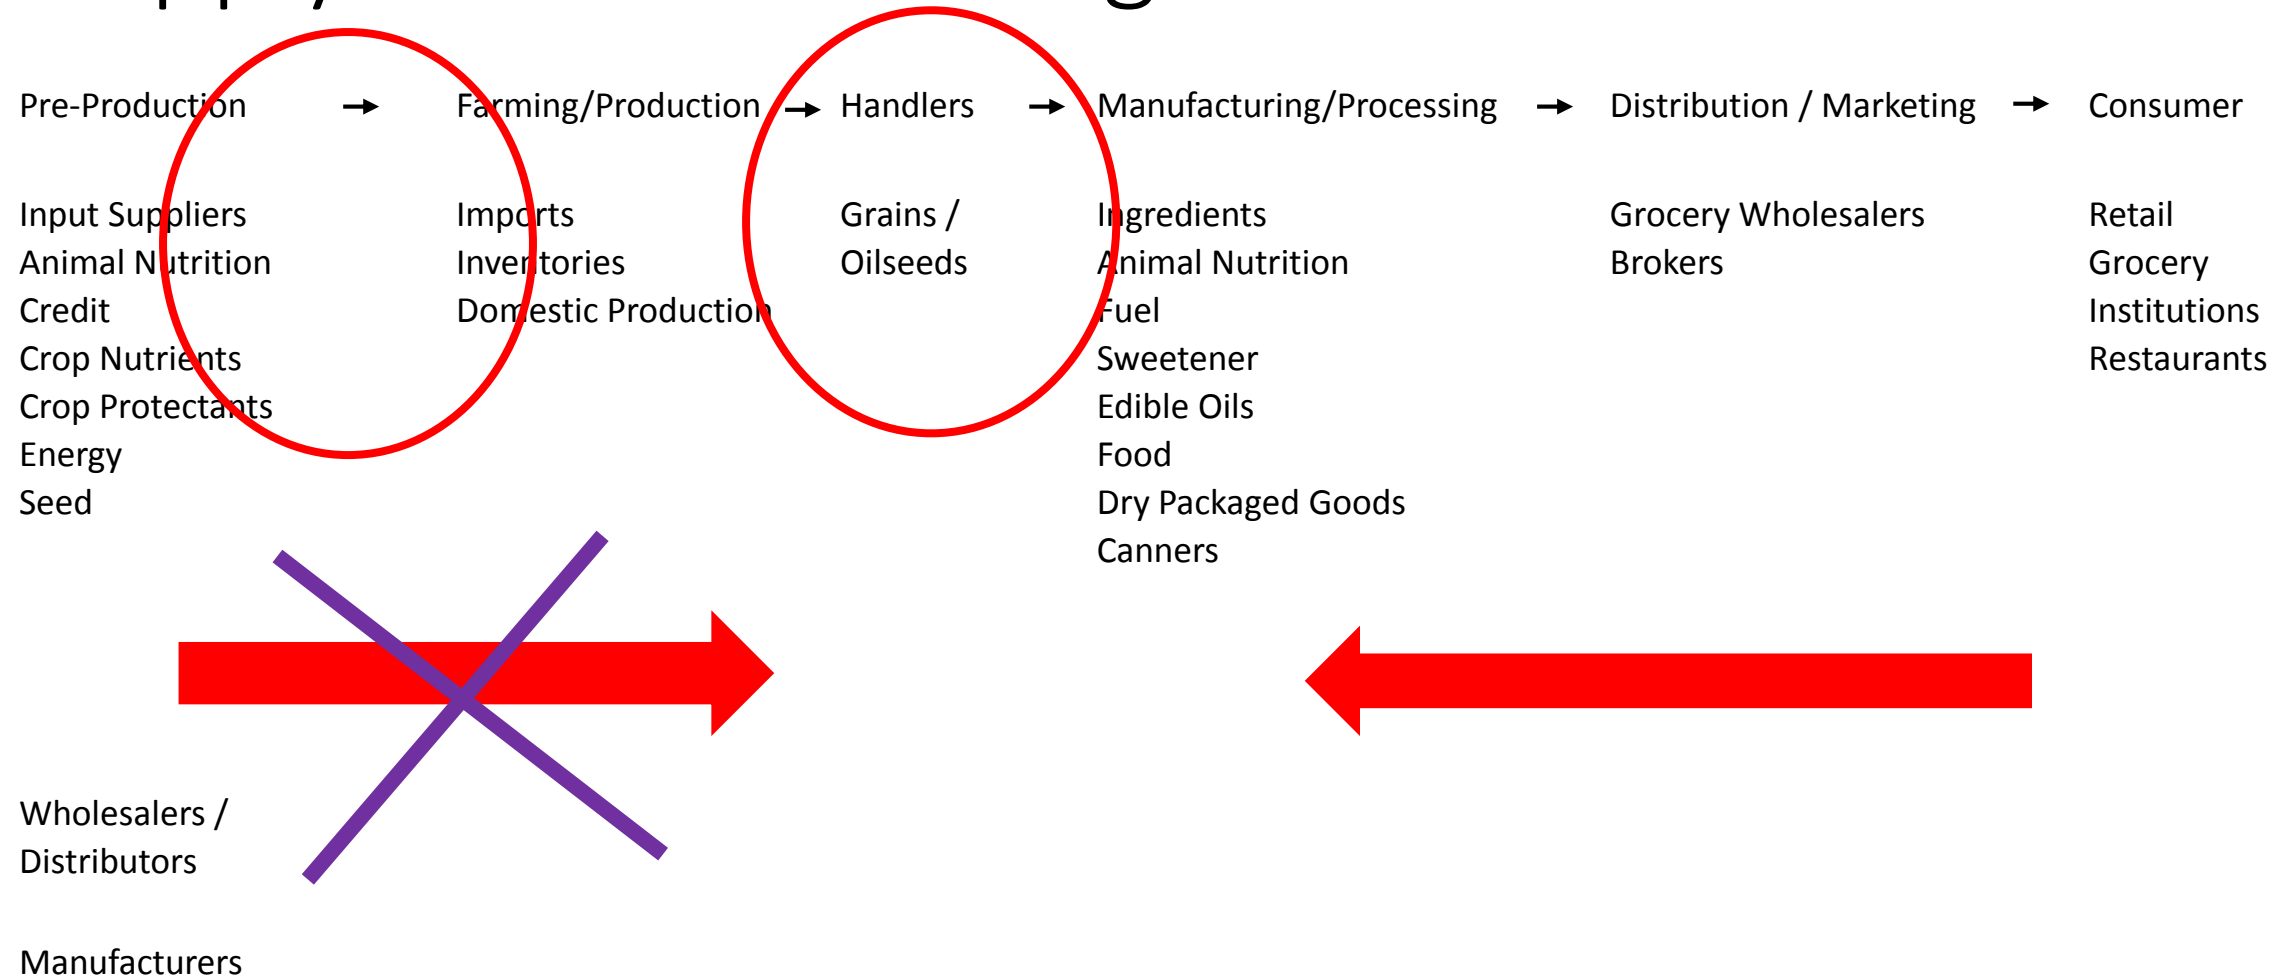 Pre-Production → Farming/Production → Handlers → Manufacturing/Processing → Distribution / Marketing → Consumer
Input Suppliers
Animal Nutrition
Credit
Crop Nutrients
Crop Protectants
Energy
Seed
Imports
Inventories
Domestic Production
Grains /
Oilseeds
Ingredients
Animal Nutrition
Fuel
Sweetener
Edible Oils
Food
Dry Packaged Goods
Canners
Grocery Wholesalers
Brokers
Retail
Grocery
Institutions
Restaurants
Wholesalers /
Distributors
Manufacturers